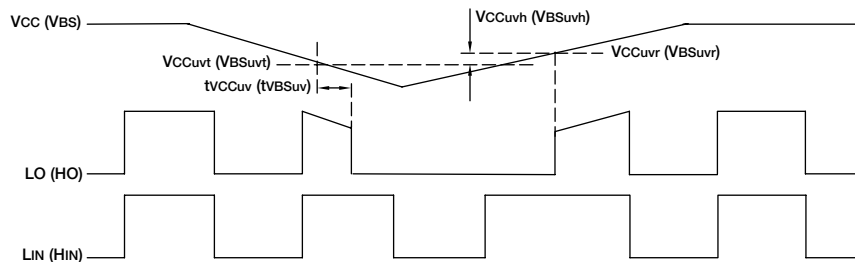 VCCuvh (VBSuvh)
VCC (VBS)
VCCuvt (VBSuvt)
VCCuvr (VBSuvr)
tVCCuv (tVBSuv)
LO (HO)
LIN (HIN)